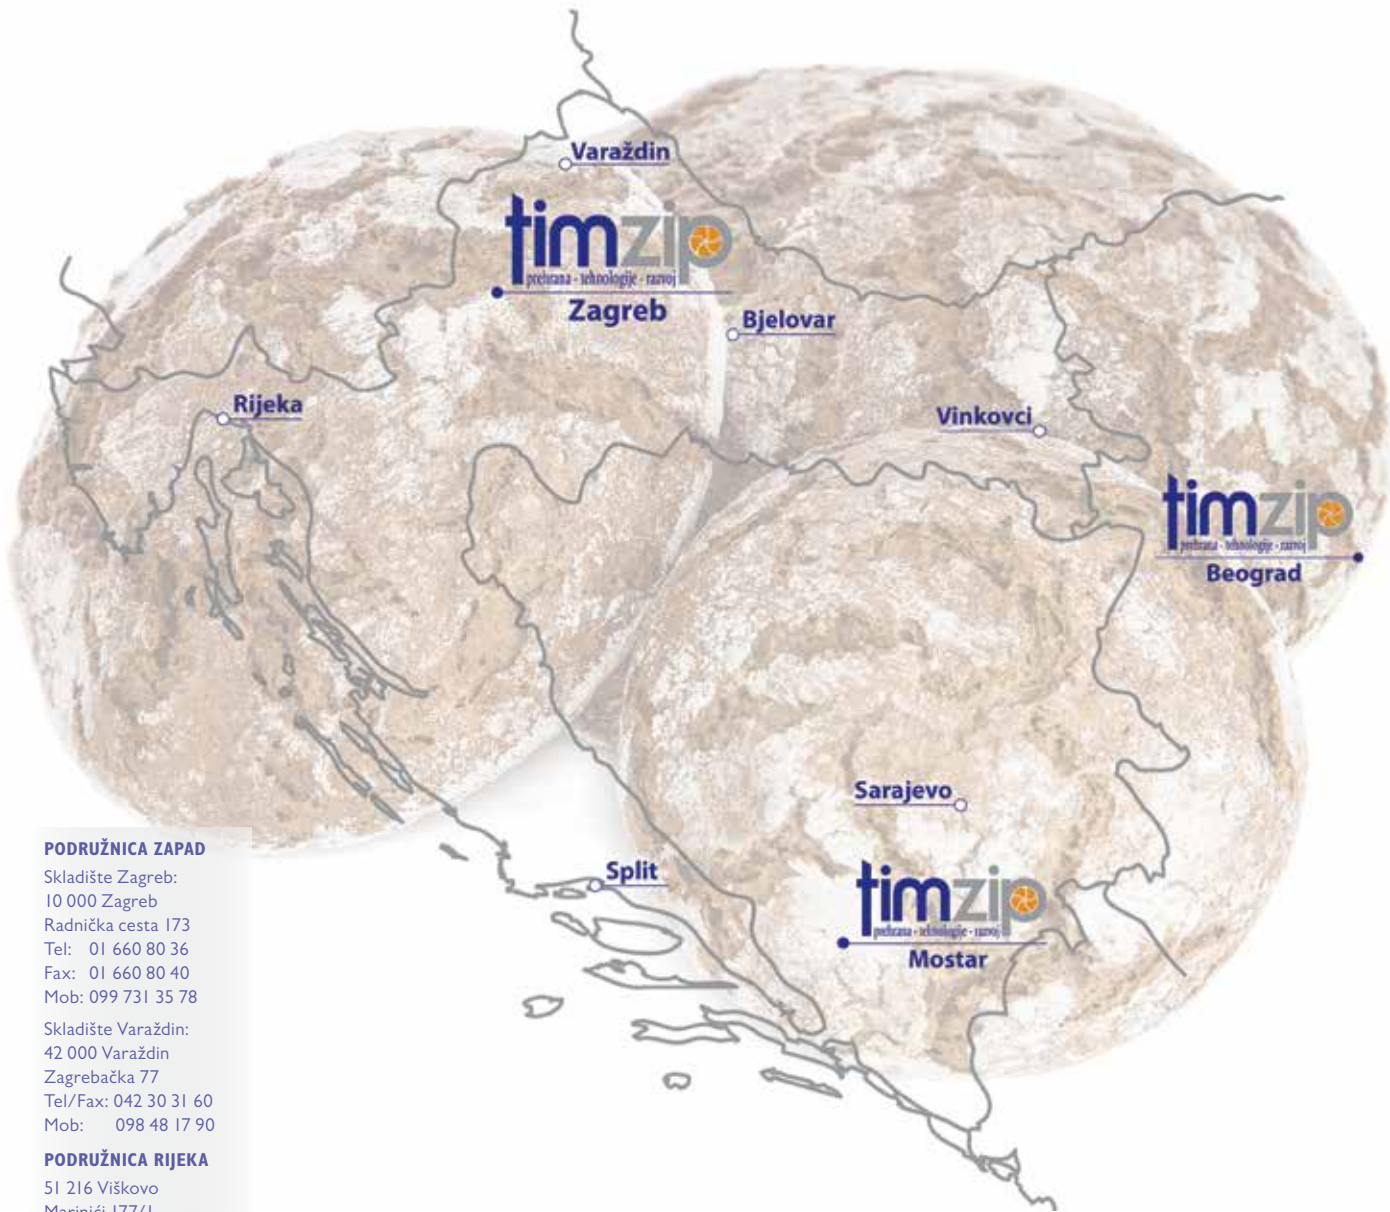 Varaždin
timzip
prehrana - tehnologije - razvoj
Zagreb
Bjelovar
Rijeka
Vinkovci
timzip
prehrana - tehnologije - razvoj
Beograd
Sarajevo
Split
timzip
prehrana - tehnologije - razvoj
Mostar
PODRUŽNICA ZAPAD
Skladište Zagreb:
10 000 Zagreb
Radnička cesta 173
Tel: 01 660 80 36
Fax: 01 660 80 40
Mob: 099 731 35 78
Skladište Varaždin:
42 000 Varaždin
Zagrebačka 77
Tel/Fax: 042 30 31 60
Mob: 098 48 17 90
PODRUŽNICA RIJEKA
51 216 Viškovo
Marinići 177/1